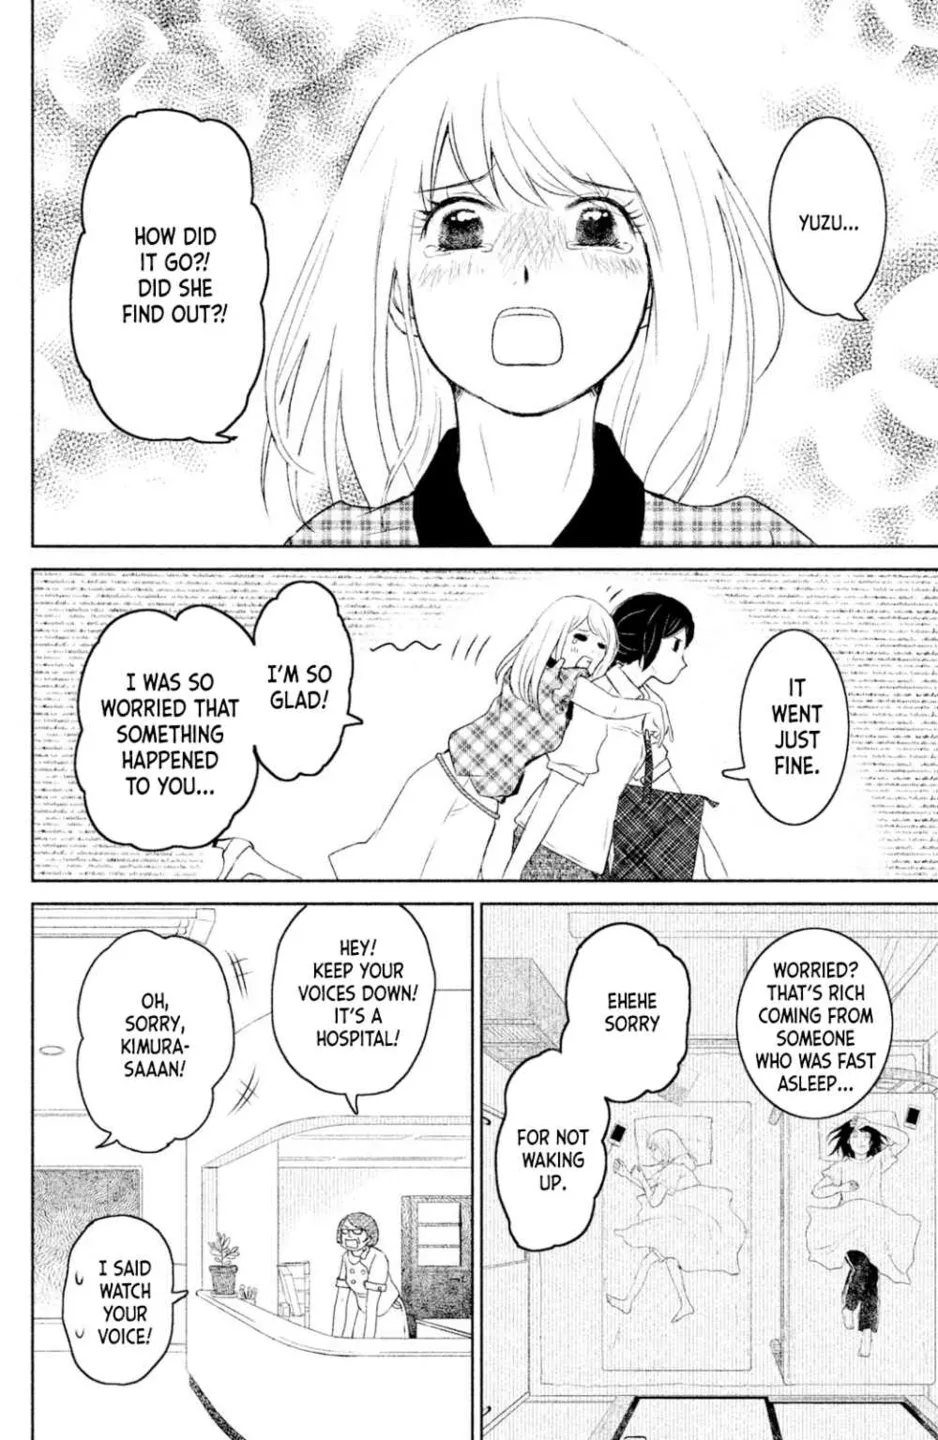 YUZU...
HOW DID
IT GO?!
DID SHE
FIND OUT?!
IT
WENT
JUST
FINE.
I'M SO
GLAD!
I WAS SO
WORRIED THAT
SOMETHING
HAPPENED
TO YOU...
WORRIED?
THAT'S RICH
COMING FROM
SOMEONE
WHO WAS FAST
ASLEEP...
EHEHE
SORRY
FOR NOT
WAKING
UP.
HEY!
KEEP YOUR
VOICES DOWN!
IT'S A
HOSPITAL!
OH,
SORRY,
KIMURA-
SAAAN!
I SAID
WATCH
YOUR
VOICE!